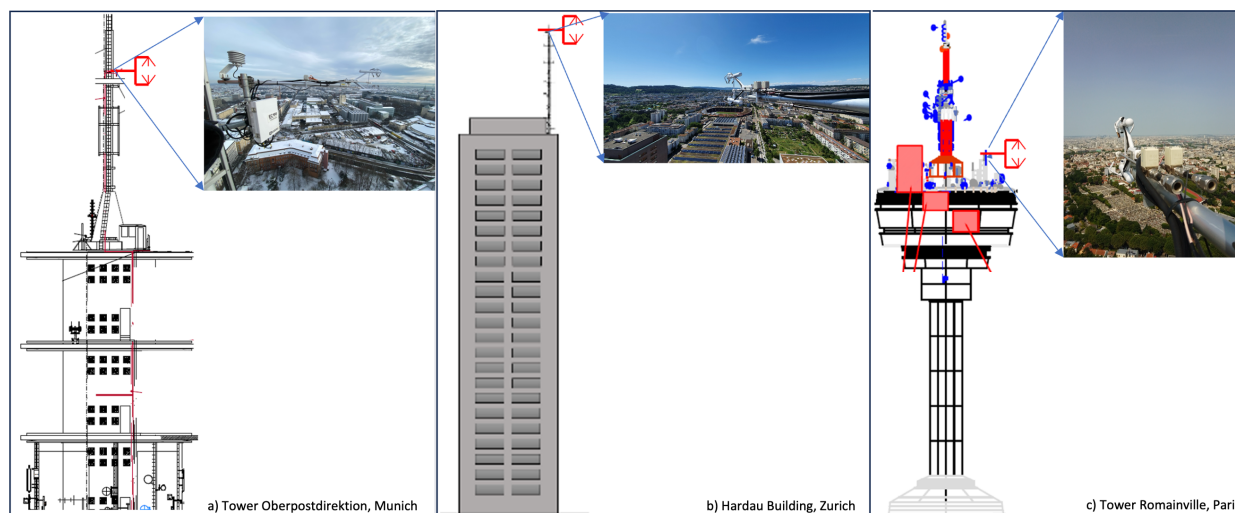 a) Tower Oberpostdirektion, Munich
b) Hardau Building, Zurich
c) Tower Romainville, Pari